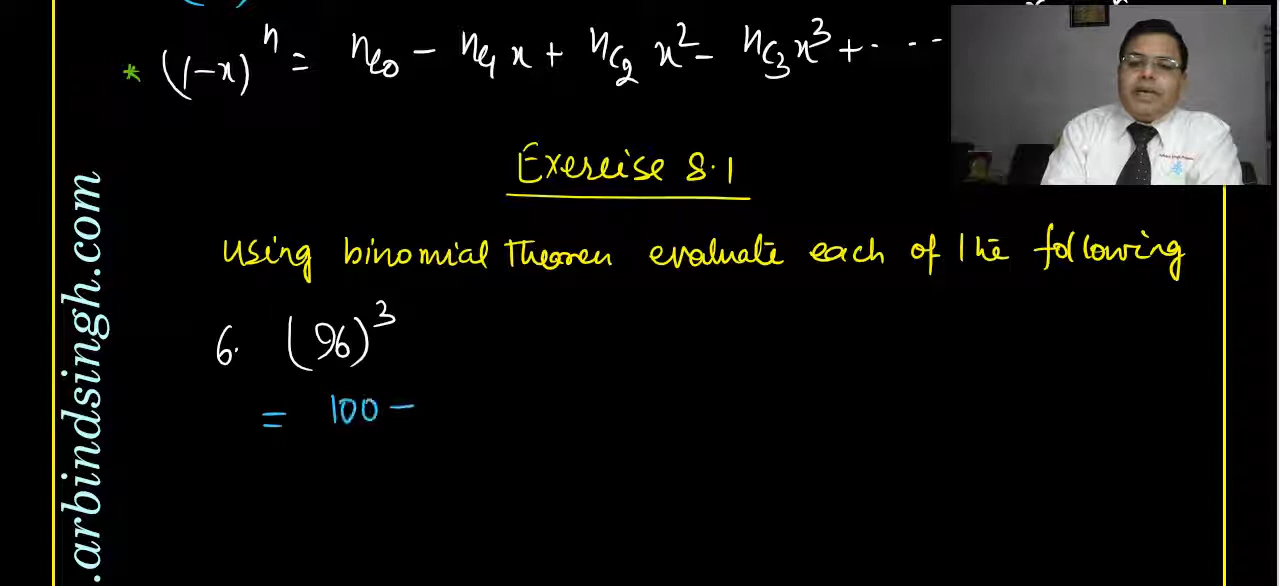 * (1-x)^n = nc0 - nc1 x + nc2 x^2 - nc3 x^3 + ....
Exercise 8.1
Using binomial Theorem evaluate each of the following
6. (96)^3
= 100 -
.arbindsingh.com